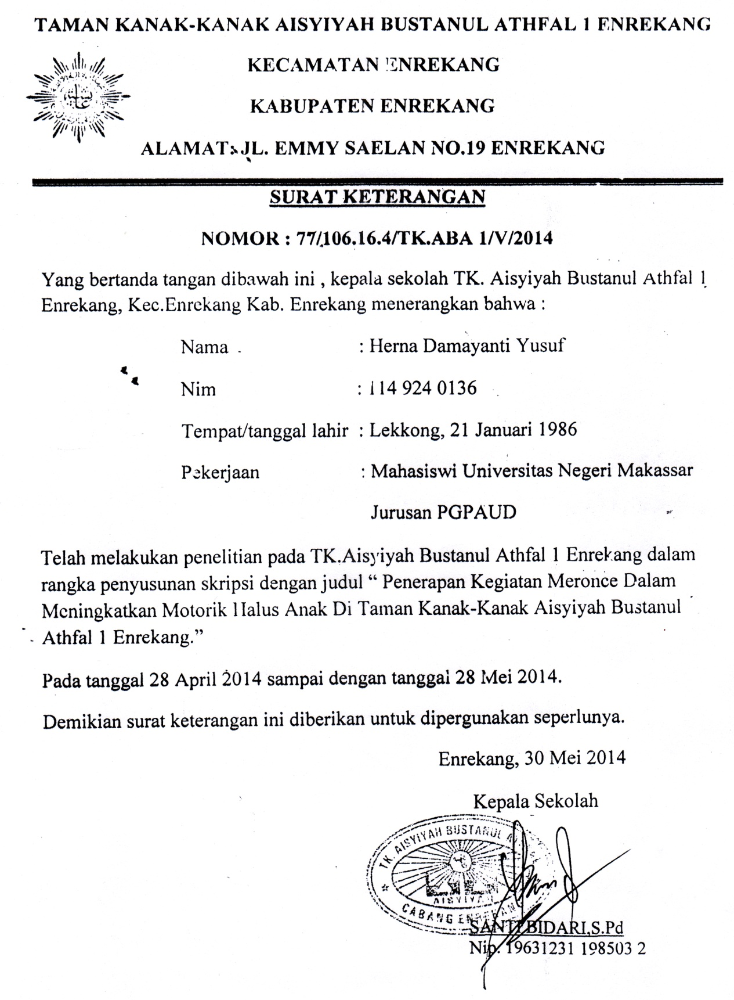 TAMAN KANAK-KANAK AISYIYAH BUSTANUL ATHFAL 1 ENREKANG
KECAMATAN ENREKANG
KABUPATEN ENREKANG
ALAMAT: JL. EMMY SAELAN NO.19 ENREKANG
SURAT KETERANGAN
NOMOR : 77/106.16.4/TK.ABA 1/V/2014
Yang bertanda tangan dibawah ini , kepala sekolah TK. Aisyiyah Bustanul Athfal 1
Enrekang, Kec.Enrekang Kab. Enrekang menerangkan bahwa :
Nama : Herna Damayanti Yusuf
Nim : 114 924 0136
Tempat/tanggal lahir : Lekkong, 21 Januari 1986
Pekerjaan : Mahasiswi Universitas Negeri Makassar
Jurusan PGPAUD
Telah melakukan penelitian pada TK.Aisyiyah Bustanul Athfal 1 Enrekang dalam
rangka penyusunan skripsi dengan judul “ Penerapan Kegiatan Meronce Dalam
Meningkatkan Motorik Halus Anak Di Taman Kanak-Kanak Aisyiyah Bustanul
Athfal 1 Enrekang.”
Pada tanggal 28 April 2014 sampai dengan tanggal 28 Mei 2014.
Demikian surat keterangan ini diberikan untuk dipergunakan seperlunya.
Enrekang, 30 Mei 2014
Kepala Sekolah
TK. AISYIYAH BUSTANUL
AISYIYAH
CABANG ENREKANG
SANTI BIDARI,S.Pd
Nip. 19631231 198503 2